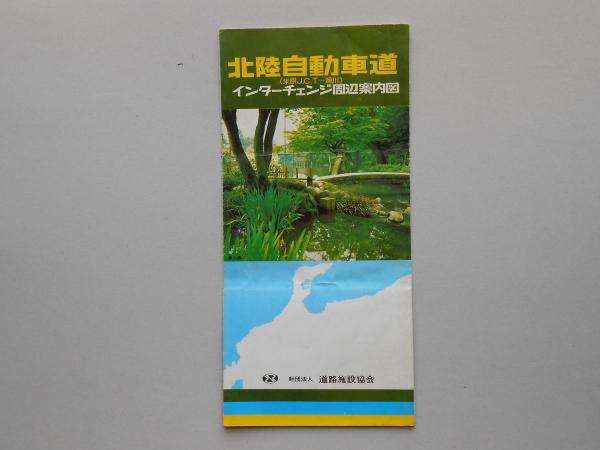 北陸自動車道
(米原J.C.T～滑川)
インターチェンジ周辺案内図
財団法人 道路施設協会